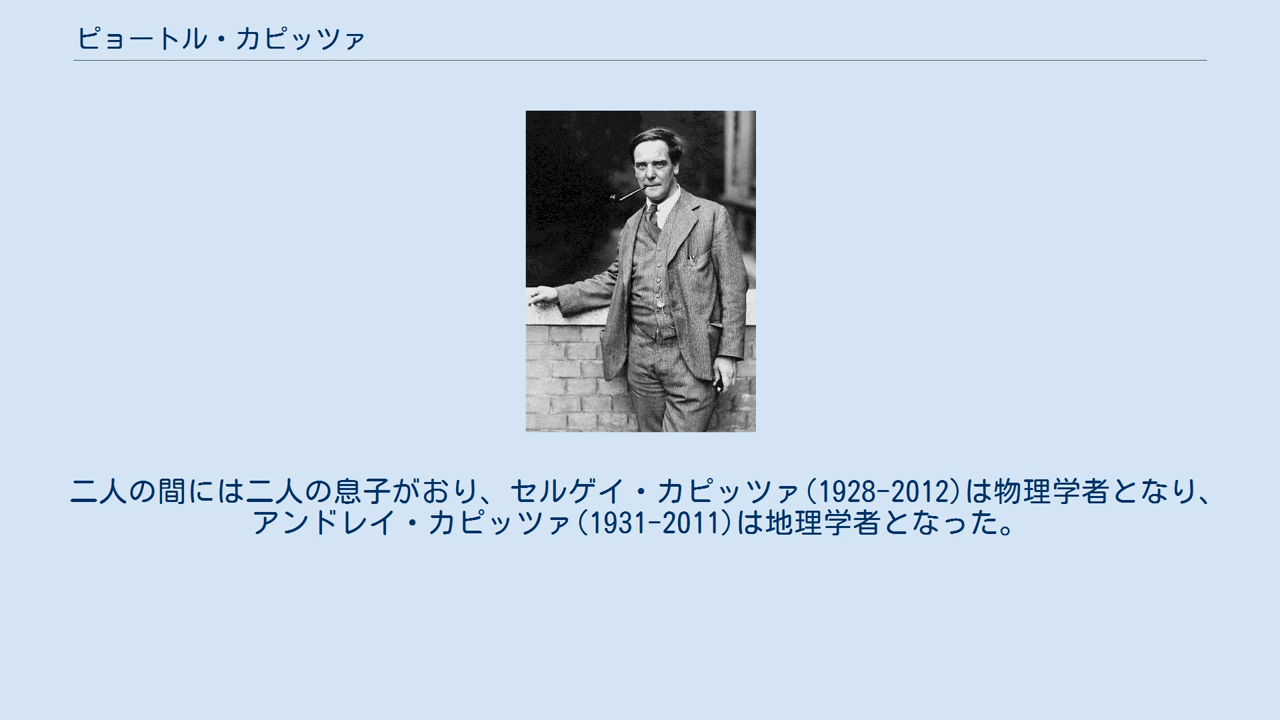 ピョートル・カピッツァ
二人の間には二人の息子がおり、セルゲイ・カピッツァ(1928-2012)は物理学者となり、
アンドレイ・カピッツァ(1931-2011)は地理学者となった。